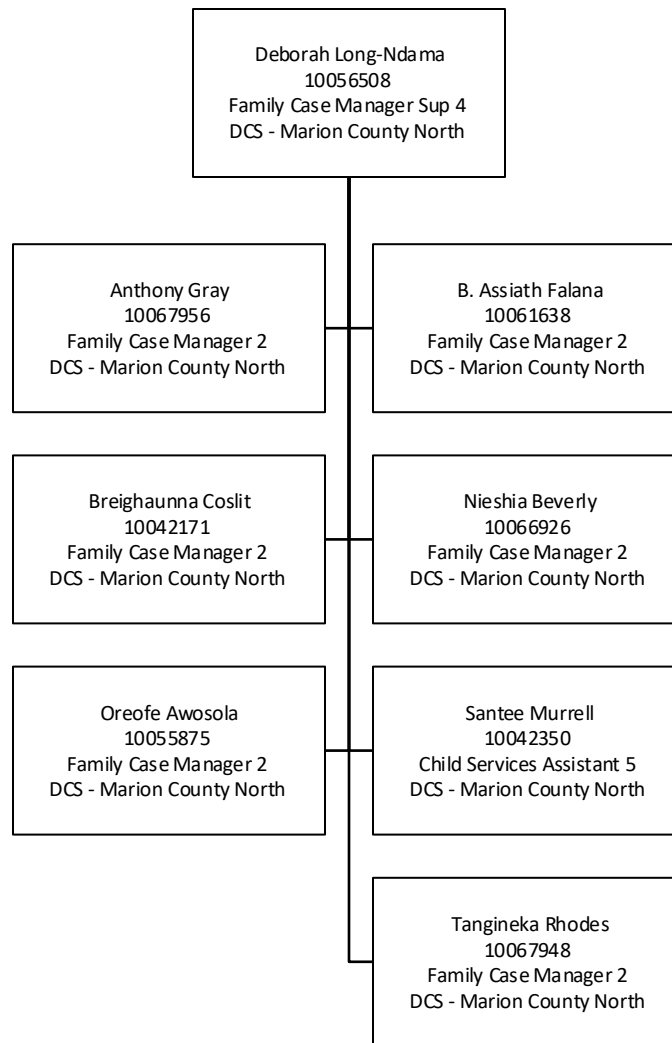 Deborah Long-Ndama
10056508
Family Case Manager Sup 4
DCS - Marion County North
Anthony Gray
10067956
Family Case Manager 2
DCS - Marion County North
B. Assiath Falana
10061638
Family Case Manager 2
DCS - Marion County North
Breighaunna Coslit
10042171
Family Case Manager 2
DCS - Marion County North
Nieshia Beverly
10066926
Family Case Manager 2
DCS - Marion County North
Oreofe Awosola
10055875
Family Case Manager 2
DCS - Marion County North
Santee Murrell
10042350
Child Services Assistant 5
DCS - Marion County North
Tangineka Rhodes
10067948
Family Case Manager 2
DCS - Marion County North